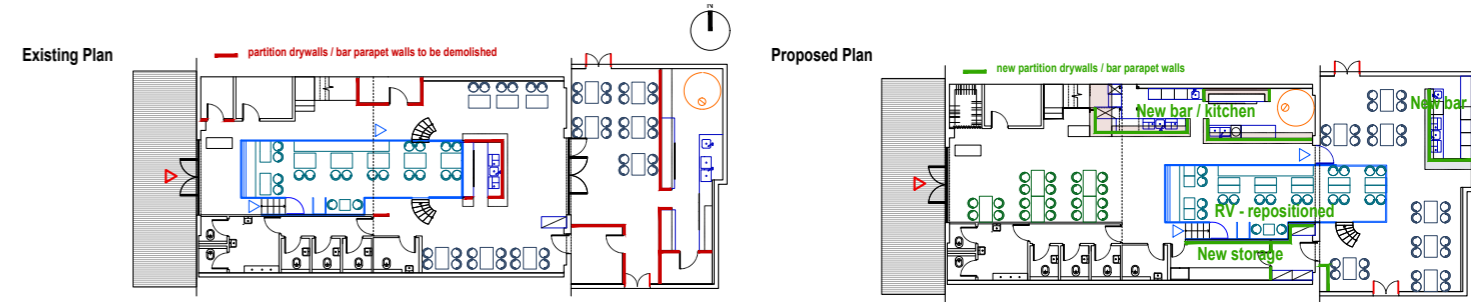 N
Existing Plan
partition drywalls / bar parapet walls to be demolished
Proposed Plan
new partition drywalls / bar parapet walls
New bar / kitchen
New bar
RV - repositioned
New storage